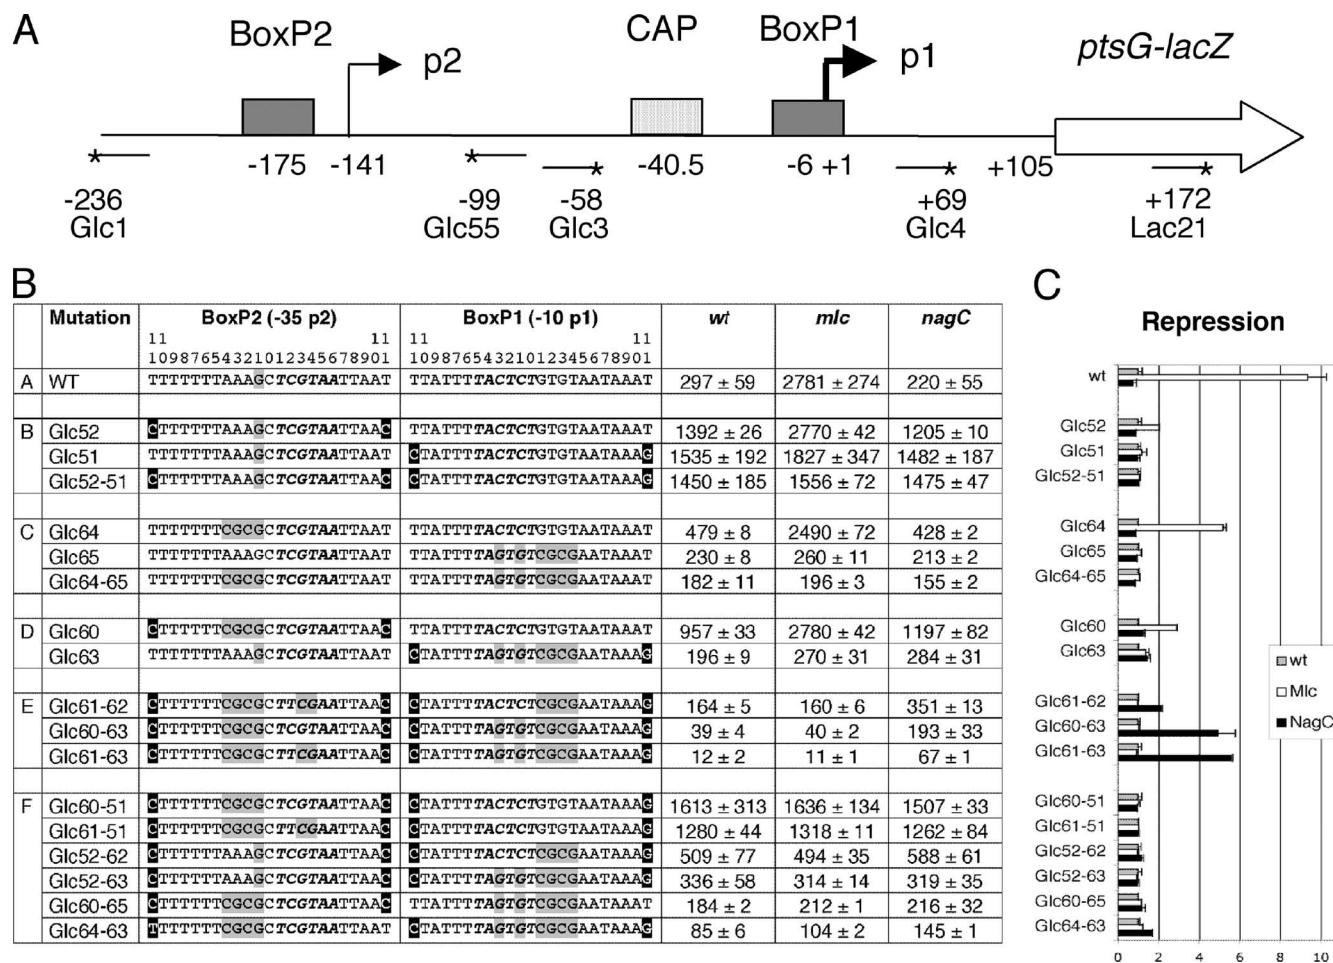 A
BoxP2
p2
CAP
BoxP1
p1
ptsG-lacZ
-175 -141 -40.5 -6 +1 +105
-236 -99 -58 +69 +172
Glc1 Glc55 Glc3 Glc4 Lac21
B
Mutation BoxP2 (-35 p2) BoxP1 (-10 p1) wt mlc nagC
11 11 11 11
10987654321012345678901 10987654321012345678901
A WT TTTTTTTAAAGCTCGTAATTAAT TTATTTTACTCTGTGTAATAAAT 297 ± 59 2781 ± 274 220 ± 55
B Glc52 CTTTTTTAAAGCTCGTAATTAAC TTATTTTACTCTGTGTAATAAAT 1392 ± 26 2770 ± 42 1205 ± 10
Glc51 TTTTTTTAAAGCTCGTAATTAAT CTATTTTACTCTGTGTAATAAAG 1535 ± 192 1827 ± 347 1482 ± 187
Glc52-51 CTTTTTTAAAGCTCGTAATTAAC CTATTTTACTCTGTGTAATAAAG 1450 ± 185 1556 ± 72 1475 ± 47
C Glc64 TTTTTTTCGCGCTCGTAATTAAT TTATTTTACTCTGTGTAATAAAT 479 ± 8 2490 ± 72 428 ± 2
Glc65 TTTTTTTAAAGCTCGTAATTAAT TTATTTTAGTGTCGCGAATAAAT 230 ± 8 260 ± 11 213 ± 2
Glc64-65 TTTTTTTCGCGCTCGTAATTAAT TTATTTTAGTGTCGCGAATAAAT 182 ± 11 196 ± 3 155 ± 2
D Glc60 CTTTTTTCGCGCTCGTAATTAAC TTATTTTACTCTGTGTAATAAAT 957 ± 33 2780 ± 42 1197 ± 82
Glc63 TTTTTTTAAAGCTCGTAATTAAT CTATTTTAGTGTCGCGAATAAAG 196 ± 9 270 ± 31 284 ± 31
E Glc61-62 CTTTTTTCGCGCTTCGAATTAAC CTATTTTACTCTCGCGAATAAAG 164 ± 5 160 ± 6 351 ± 13
Glc60-63 CTTTTTTCGCGCTCGTAATTAAC CTATTTTAGTGTCGCGAATAAAG 39 ± 4 40 ± 2 193 ± 33
Glc61-63 CTTTTTTCGCGCTTCGAATTAAC CTATTTTAGTGTCGCGAATAAAG 12 ± 2 11 ± 1 67 ± 1
F Glc60-51 CTTTTTTCGCGCTCGTAATTAAC CTATTTTACTCTGTGTAATAAAG 1613 ± 313 1636 ± 134 1507 ± 33
Glc61-51 CTTTTTTCGCGCTTCGAATTAAC CTATTTTACTCTGTGTAATAAAG 1280 ± 44 1318 ± 11 1262 ± 84
Glc52-62 CTTTTTTAAAGCTCGTAATTAAC CTATTTTACTCTCGCGAATAAAG 509 ± 77 494 ± 35 588 ± 61
Glc52-63 CTTTTTTAAAGCTCGTAATTAAC CTATTTTAGTGTCGCGAATAAAG 336 ± 58 314 ± 14 319 ± 35
Glc60-65 CTTTTTTCGCGCTCGTAATTAAC TTATTTTAGTGTCGCGAATAAAT 184 ± 2 212 ± 1 216 ± 32
Glc64-63 TTTTTTTCGCGCTCGTAATTAAT CTATTTTAGTGTCGCGAATAAAG 85 ± 6 104 ± 2 145 ± 1
C
Repression
wt
Glc52
Glc51
Glc52-51
Glc64
Glc65
Glc64-65
Glc60
Glc63
Glc61-62
Glc60-63
Glc61-63
Glc60-51
Glc61-51
Glc52-62
Glc52-63
Glc60-65
Glc64-63
wt
Mlc
NagC
0 2 4 6 8 10